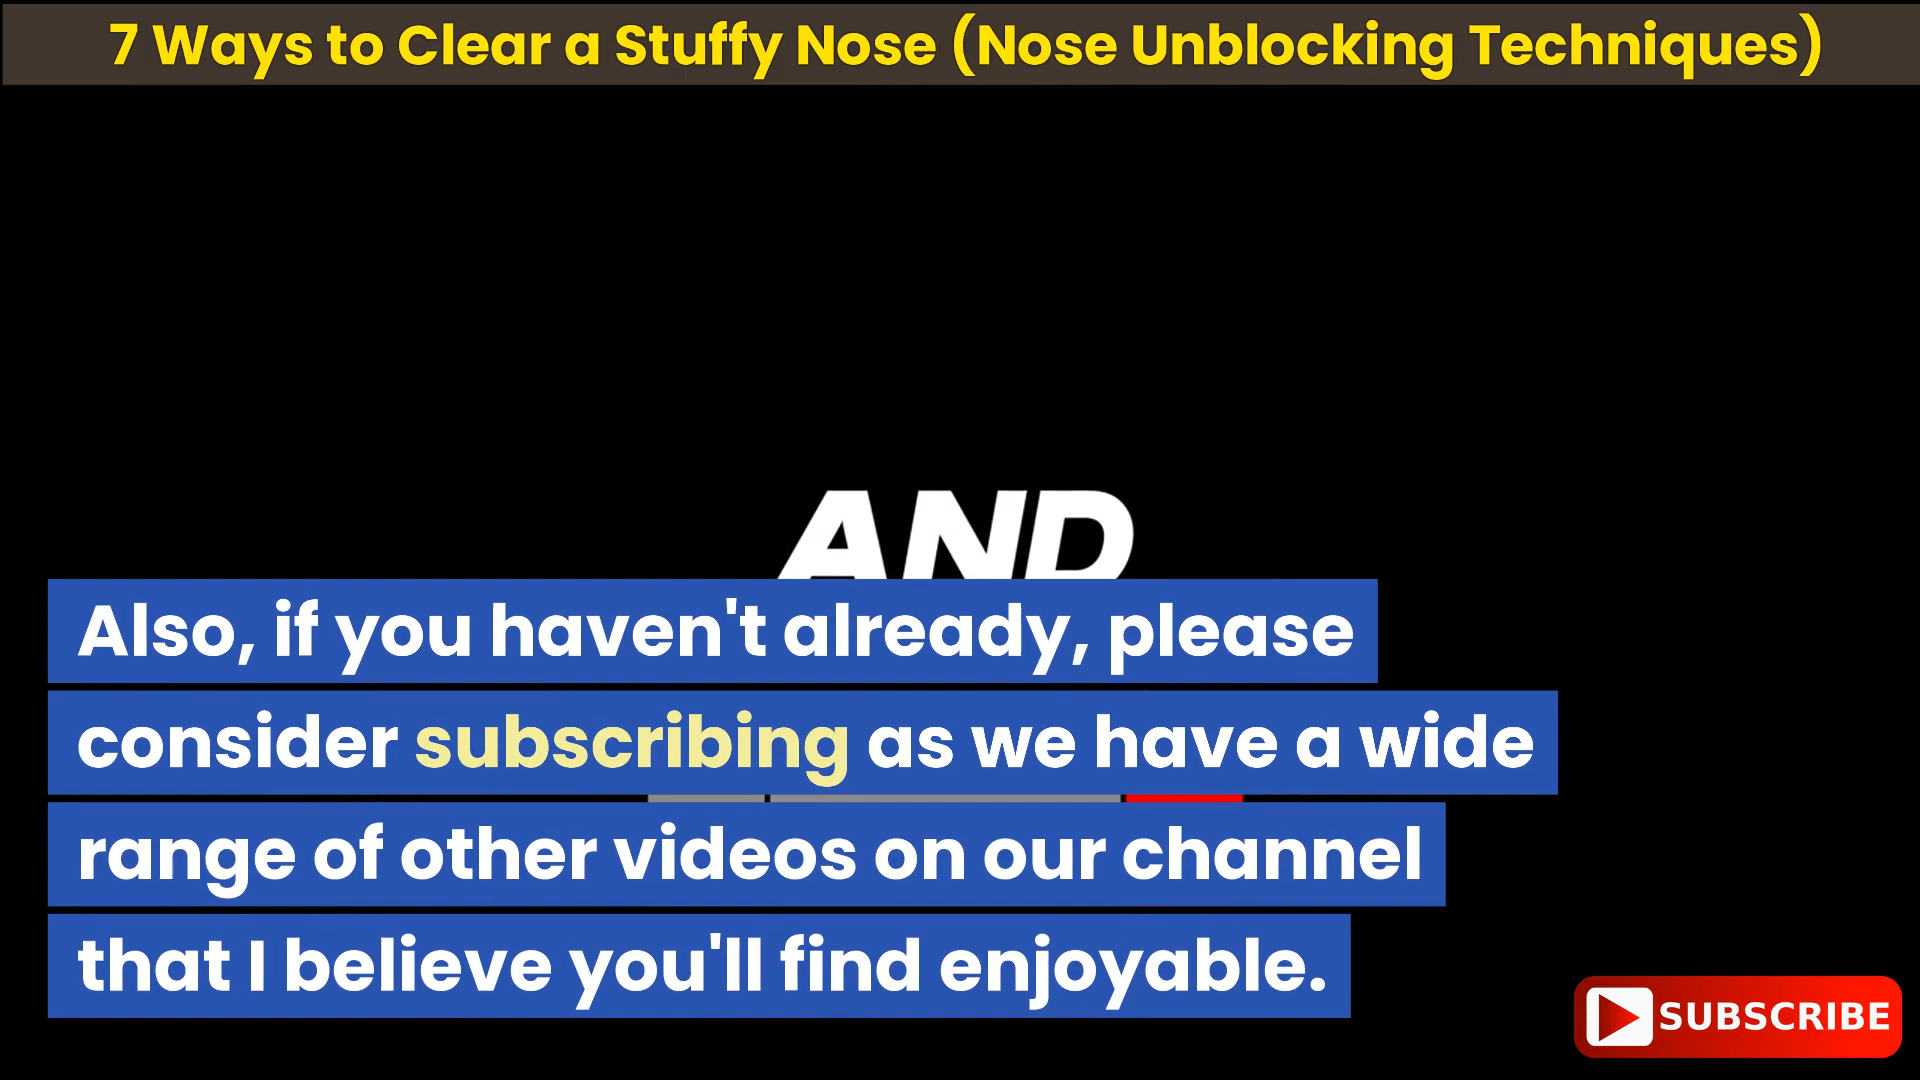 7 Ways to Clear a Stuffy Nose (Nose Unblocking Techniques)
AND
Also, if you haven't already, please
consider subscribing as we have a wide
range of other videos on our channel
that I believe you'll find enjoyable.
SUBSCRIBE